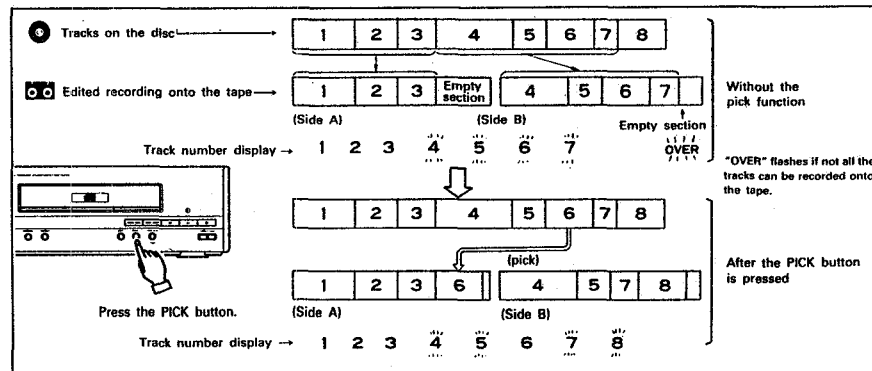 Tracks on the disc → 1 2 3 4 5 6 7 8
Edited recording onto the tape → 1 2 3 Empty section 4 5 6 7
(Side A) (Side B)
Empty section
Without the
pick function
Track number display → 1 2 3 4 5 6 7 OVER
"OVER" flashes if not all the
tracks can be recorded onto
the tape.
1 2 3 4 5 6 7 8
(pick)
After the PICK button
is pressed
1 2 3 6 4 5 7 8
Press the PICK button.
(Side A) (Side B)
Track number display → 1 2 3 4 5 6 7 8